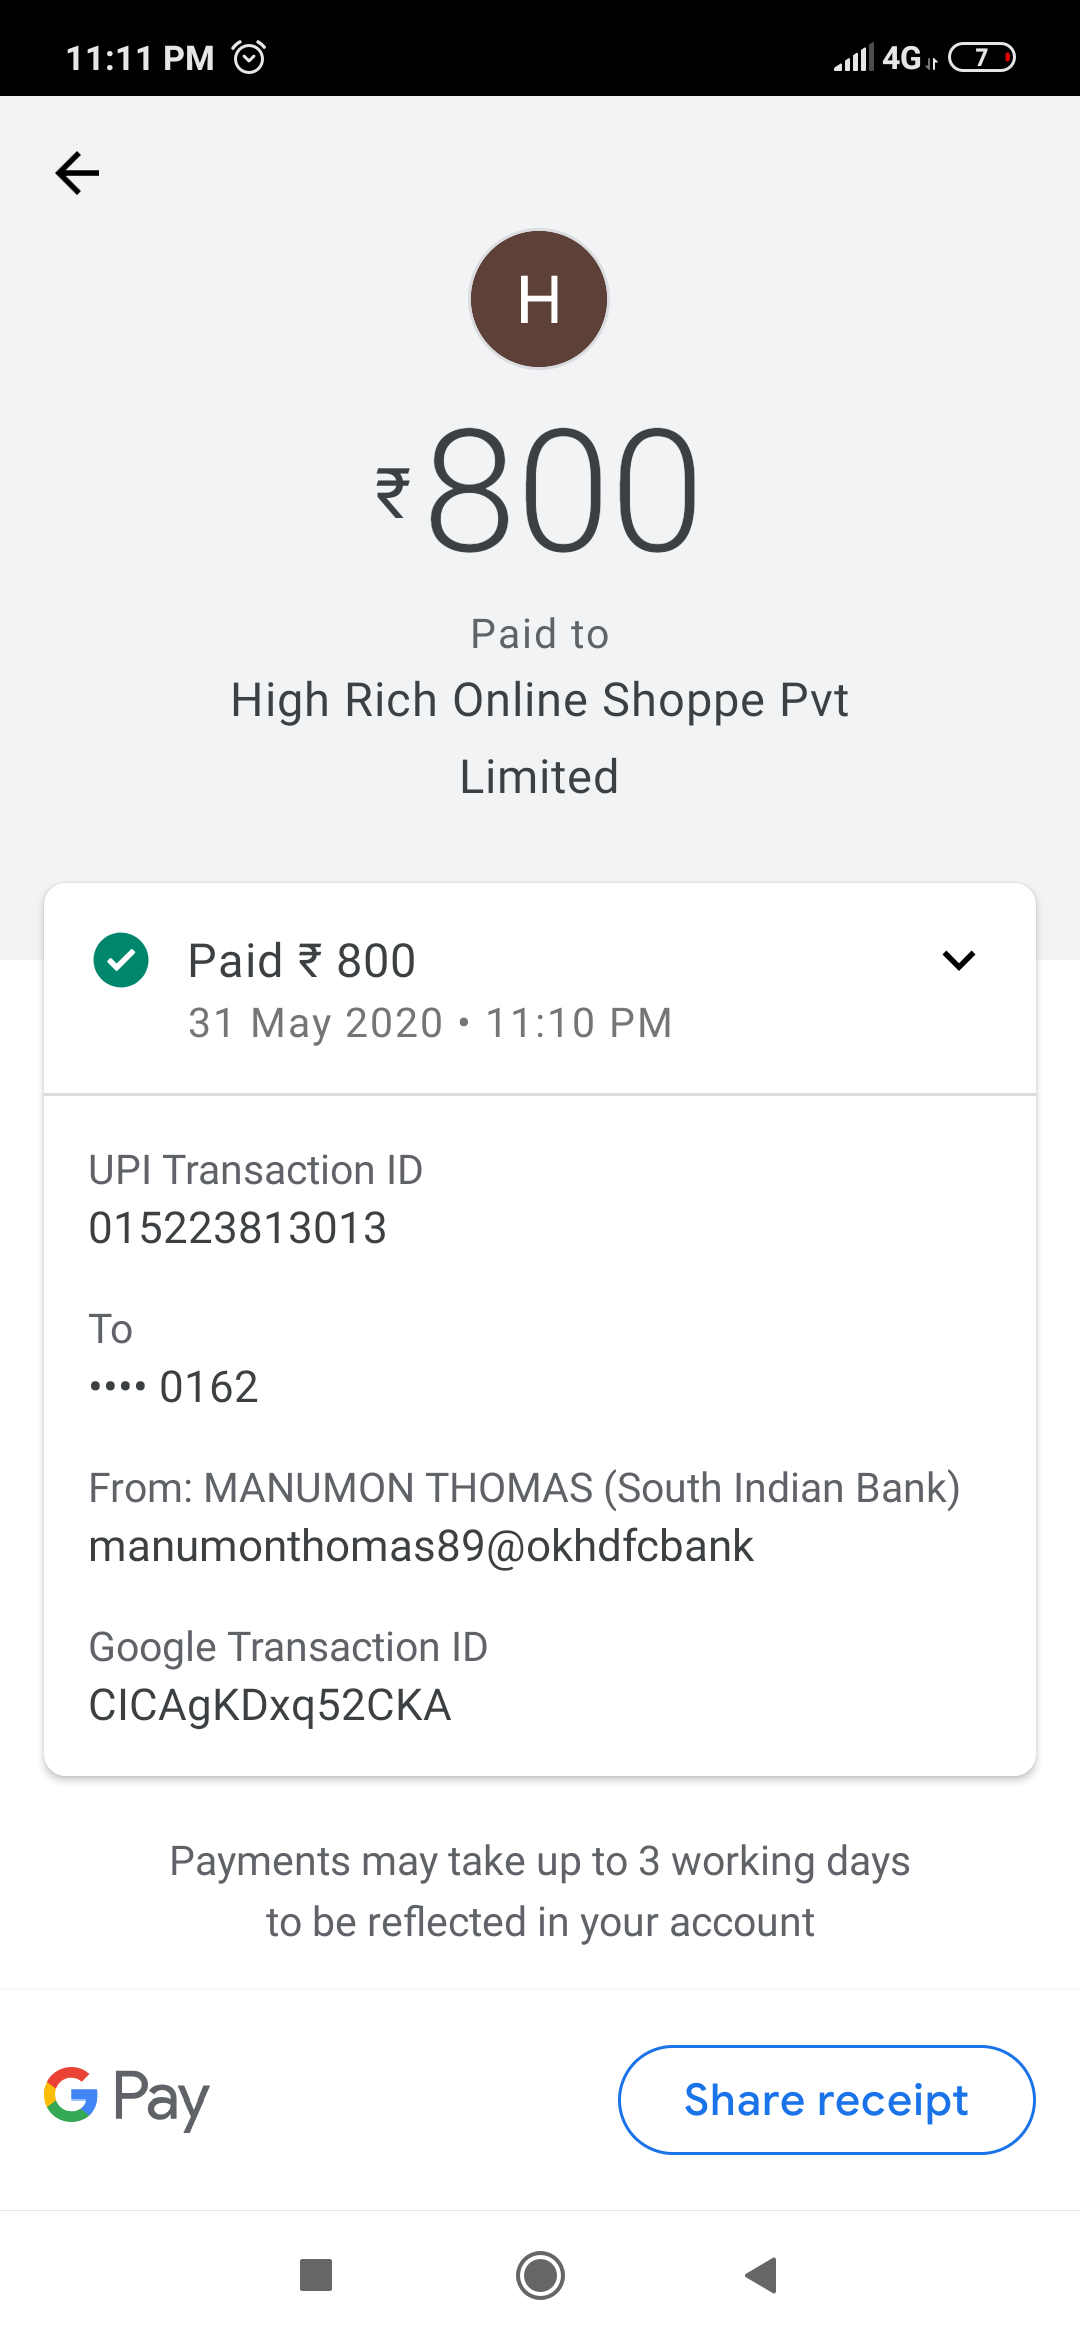 11:11 PM 4G 7
H
₹800
Paid to
High Rich Online Shoppe Pvt
Limited
Paid ₹ 800
31 May 2020 • 11:10 PM
UPI Transaction ID
015223813013
To
•••• 0162
From: MANUMON THOMAS (South Indian Bank)
manumonthomas89@okhdfcbank
Google Transaction ID
CICAgKDxq52CKA
Payments may take up to 3 working days
to be reflected in your account
G Pay
Share receipt